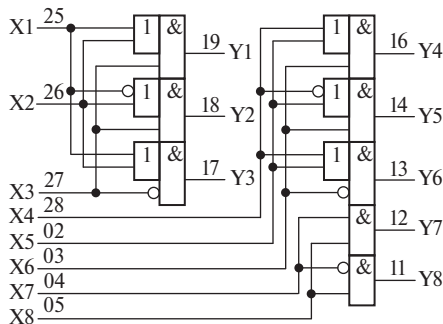 X1 25 1 & 19 Y1
X2 26 1 & 18 Y2
1 & 17 Y3
X3 27
X4 28
X5 02
X6 03
X7 04
X8 05
1 & 16 Y4
1 & 14 Y5
1 & 13 Y6
& 12 Y7
& 11 Y8